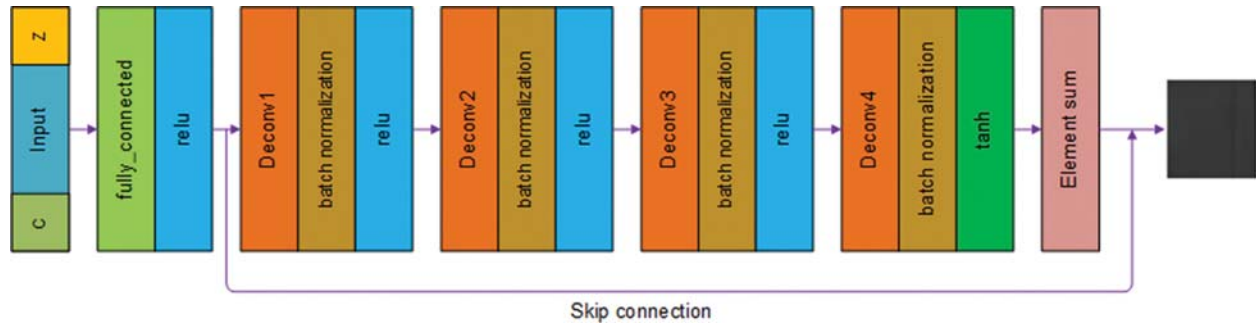 z
Input
c
fully_connected
relu
Deconv1
batch normalization
relu
Deconv2
batch normalization
relu
Deconv3
batch normalization
relu
Deconv4
batch normalization
tanh
Element sum
Skip connection